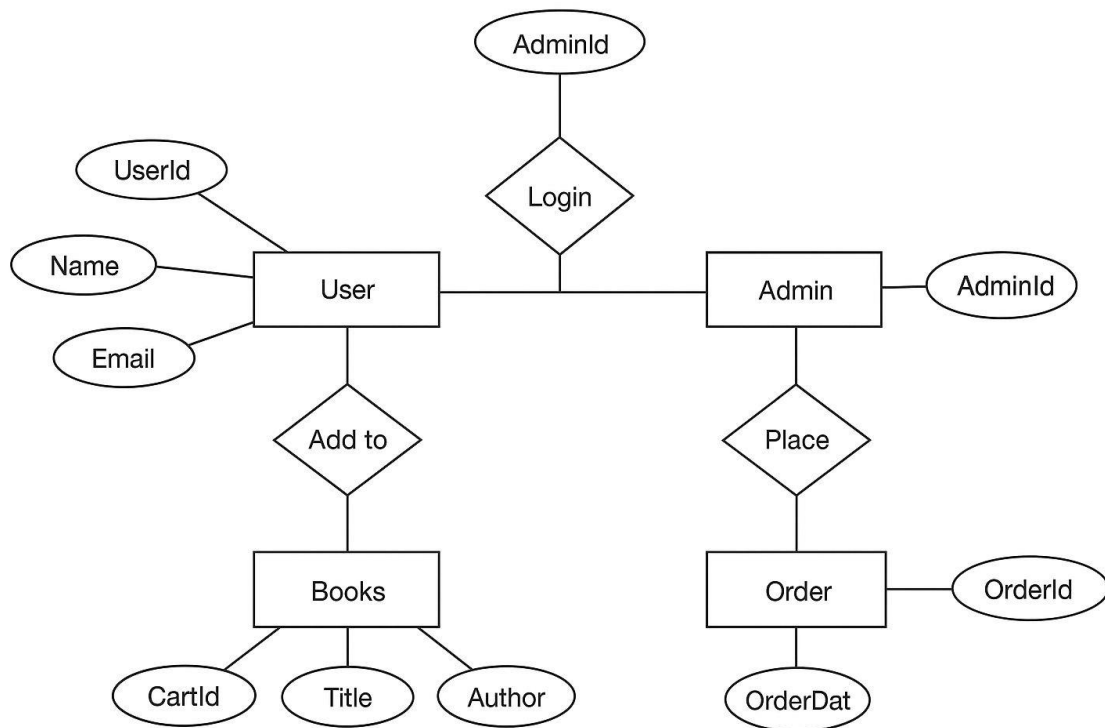 AdminId
UserId
Login
Name
User
Admin
AdminId
Email
Add to
Place
Books
Order
OrderId
CartId
Title
Author
OrderDat